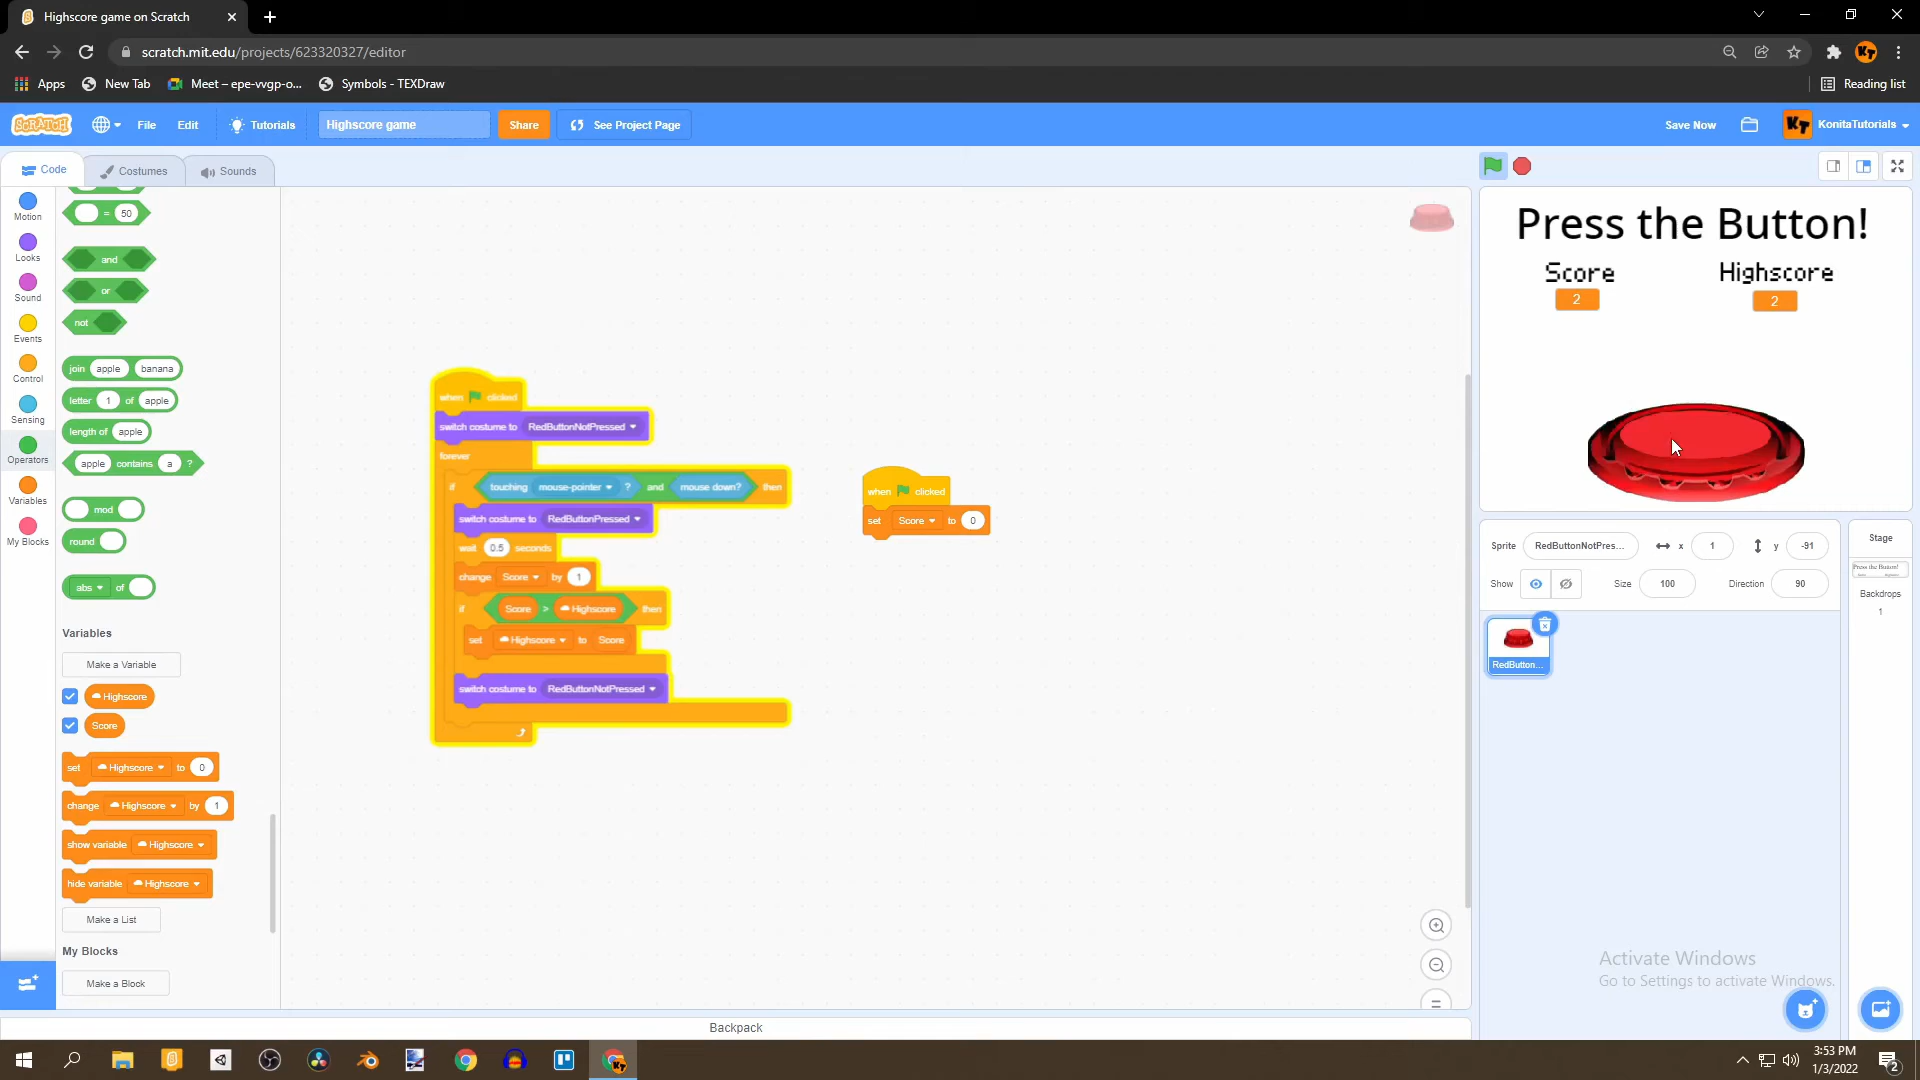 Highscore game on Scratch
scratch.mit.edu/projects/623320327/editor
Apps
New Tab
Meet – epe-vvgp-o...
Symbols - TEXDraw
Reading list
SCRATCH
File
Edit
Tutorials
Highscore game
Share
See Project Page
Save Now
KT
KonitaTutorials
Code
Costumes
Sounds
Motion
Looks
Sound
Events
Control
Sensing
Operators
Variables
My Blocks
= 50
and
or
not
join apple banana
letter 1 of apple
length of apple
apple contains a ?
mod
round
abs of
Variables
Make a Variable
Highscore
Score
set Highscore to 0
change Highscore by 1
show variable Highscore
hide variable Highscore
Make a List
My Blocks
Make a Block
when clicked
switch costume to RedButtonNotPressed
forever
if touching mouse-pointer ? and mouse down? then
switch costume to RedButtonPressed
wait 0.5 seconds
change Score by 1
if Score > Highscore then
set Highscore to Score
switch costume to RedButtonNotPressed
when clicked
set Score to 0
Press the Button!
Score
Highscore
2
2
Sprite RedButtonNotPres... x 1 y -91
Show Size 100 Direction 90
RedButton...
Stage
Press the Button!
Backdrops
1
Activate Windows
Go to Settings to activate Windows.
Backpack
3:53 PM
1/3/2022
2